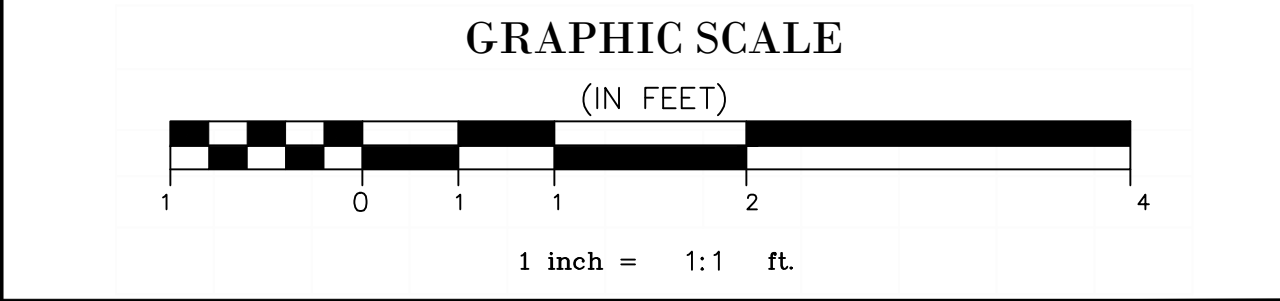 GRAPHIC SCALE
(IN FEET)
1 0 1 1 2 4
1 inch = 1:1 ft.